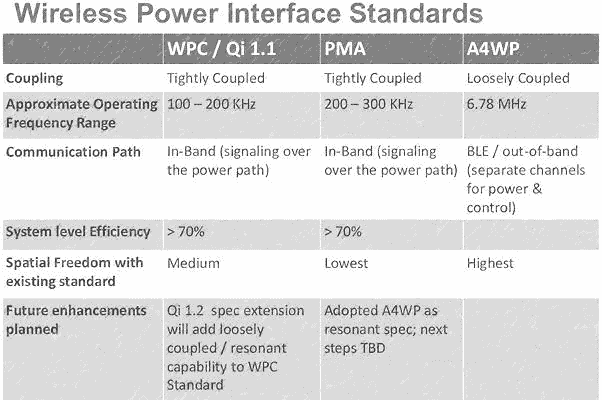 Wireless Power Interface Standards
WPC / Qi 1.1 PMA A4WP
Coupling Tightly Coupled Tightly Coupled Loosely Coupled
Approximate Operating 100 – 200 KHz 200 – 300 KHz 6.78 MHz
Frequency Range
Communication Path In-Band (signaling over In-Band (signaling BLE / out-of-band
the power path) over the power path) (separate channels
for power &
control)
System level Efficiency > 70% > 70%
Spatial Freedom with Medium Lowest Highest
existing standard
Future enhancements Qi 1.2 spec extension Adopted A4WP as
planned will add loosely resonant spec; next
coupled / resonant steps TBD
capability to WPC
Standard